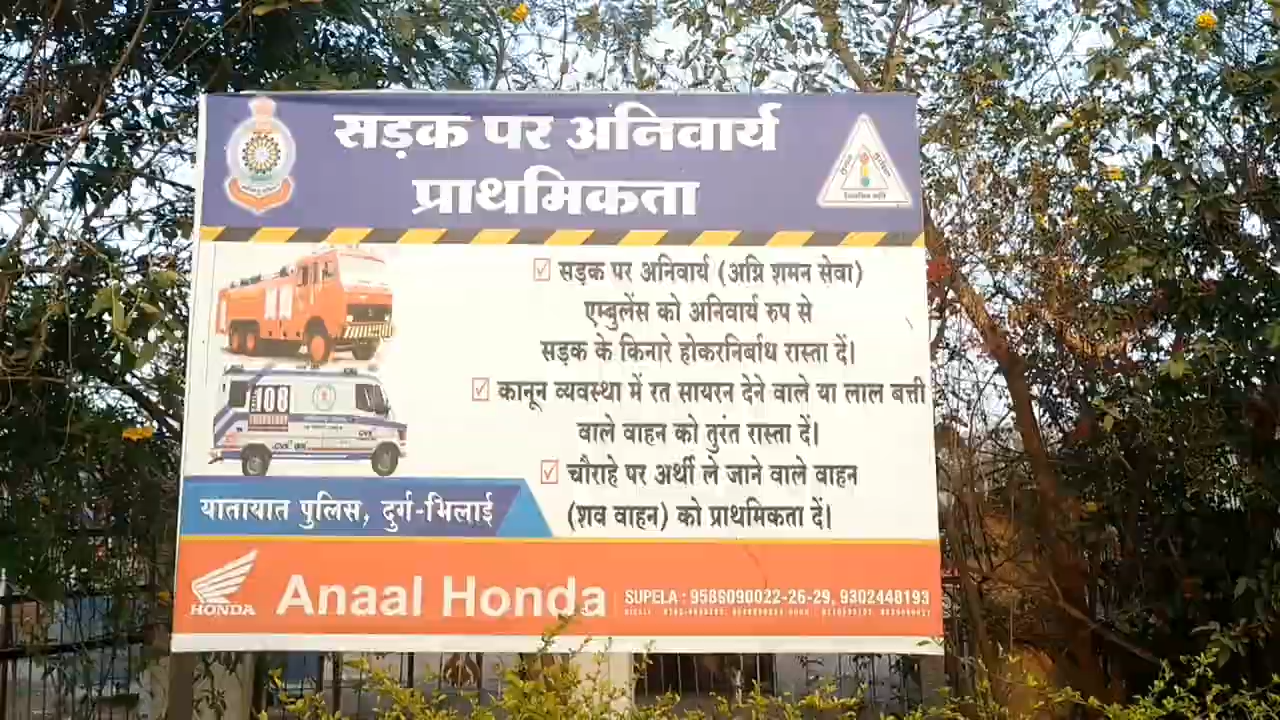 सड़क पर अनिवार्य
प्राथमिकता
सड़क पर अनिवार्य (अग्नि शमन सेवा)
एम्बुलेंस को अनिवार्य रुप से
सड़क के किनारे होकरनिर्बाध रास्ता दें।
कानून व्यवस्था में रत सायरन देने वाले या लाल बत्ती
वाले वाहन को तुरंत रास्ता दें।
चौराहे पर अर्थी ले जाने वाले वाहन
(शव वाहन) को प्राथमिकता दें।
108
यातायात पुलिस, दुर्ग-भिलाई
HONDA
Anaal Honda
SUPELA : 9586090022-26-29, 9302448193